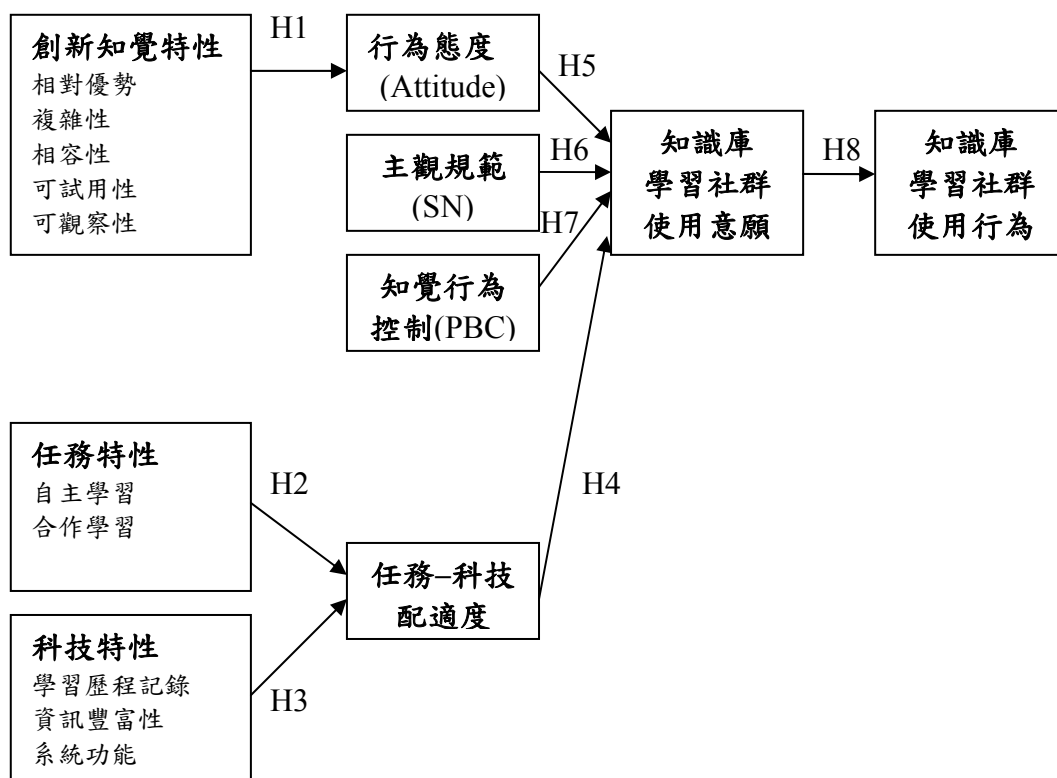 創新知覺特性
相對優勢
複雜性
相容性
可試用性
可觀察性
H1
行為態度
(Attitude)
H5
主觀規範
(SN)
H6
知覺行為
控制(PBC)
H7
知識庫
學習社群
使用意願
H8
知識庫
學習社群
使用行為
任務特性
自主學習
合作學習
H2
科技特性
學習歷程記錄
資訊豐富性
系統功能
H3
任務–科技
配適度
H4